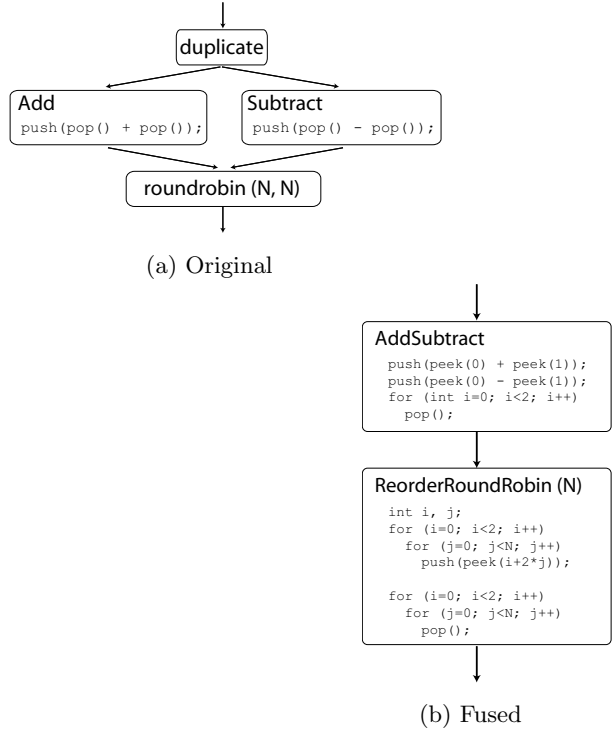 duplicate
Add
push(pop() + pop());
Subtract
push(pop() - pop());
roundrobin (N, N)
(a) Original
AddSubtract
push(peek(0) + peek(1));
push(peek(0) - peek(1));
for (int i=0; i<2; i++)
pop();
ReorderRoundRobin (N)
int i, j;
for (i=0; i<2; i++)
for (j=0; j<N; j++)
push(peek(i+2*j));
for (i=0; i<2; i++)
for (j=0; j<N; j++)
pop();
(b) Fused